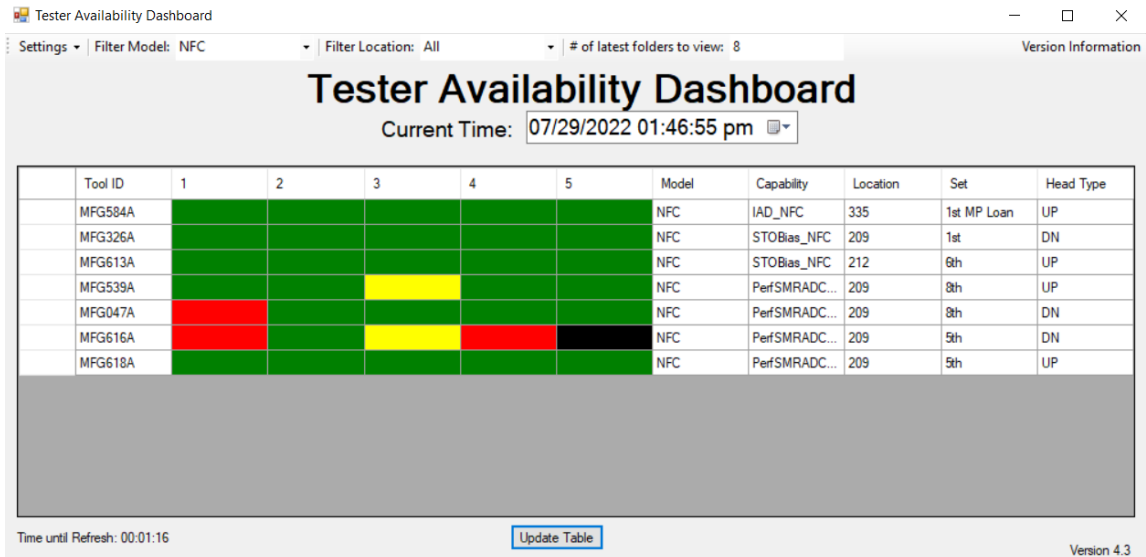 Tester Availability Dashboard
Settings Filter Model: NFC Filter Location: All # of latest folders to view: 8 Version Information
Tester Availability Dashboard
Current Time: 07/29/2022 01:46:55 pm
Tool ID 1 2 3 4 5 Model Capability Location Set Head Type
MFG584A NFC IAD_NFC 335 1st MP Loan UP
MFG326A NFC STOBias_NFC 209 1st DN
MFG613A NFC STOBias_NFC 212 6th UP
MFG539A NFC PerfSMRADC... 209 8th UP
MFG047A NFC PerfSMRADC... 209 8th DN
MFG616A NFC PerfSMRADC... 209 5th DN
MFG618A NFC PerfSMRADC... 209 5th UP
Time until Refresh: 00:01:16 Update Table Version 4.3